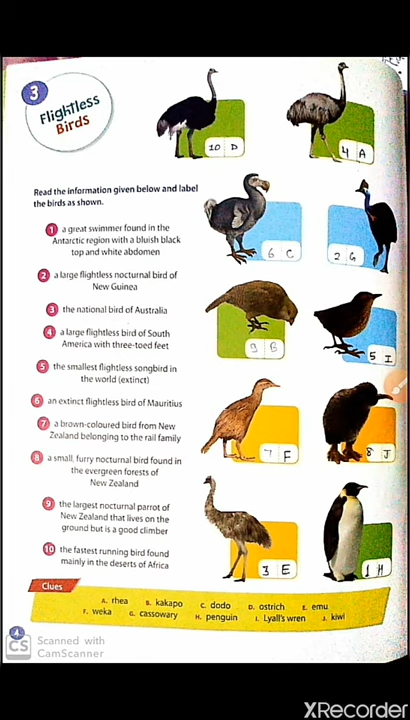 3
Flightless
Birds
10 D
4 A
Read the information given below and label
the birds as shown.
1 a great swimmer found in the
Antarctic region with a bluish black
top and white abdomen
6 C
2 G
2 a large flightless nocturnal bird of
New Guinea
3 the national bird of Australia
4 a large flightless bird of South
America with three-toed feet
9 B
5 I
5 the smallest flightless songbird in
the world (extinct)
6 an extinct flightless bird of Mauritius
7 a brown-coloured bird from New
Zealand belonging to the rail family
7 F
8 J
8 a small, furry nocturnal bird found in
the evergreen forests of
New Zealand
9 the largest nocturnal parrot of
New Zealand that lives on the
ground but is a good climber
10 the fastest running bird found
mainly in the deserts of Africa
3 E
1 H
Clues
A. rhea B. kakapo C. dodo D. ostrich E. emu
F. weka G. cassowary H. penguin I. Lyall's wren J. kiwi
4
CS Scanned with
CamScanner
XRecorder